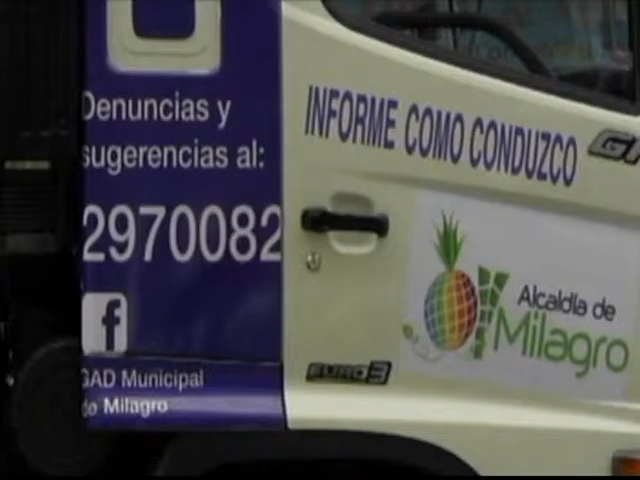 Denuncias y
sugerencias al:
2970082
f
GAD Municipal
de Milagro
INFORME COMO CONDUZCO
Alcaldía de
Milagro
EURO 3